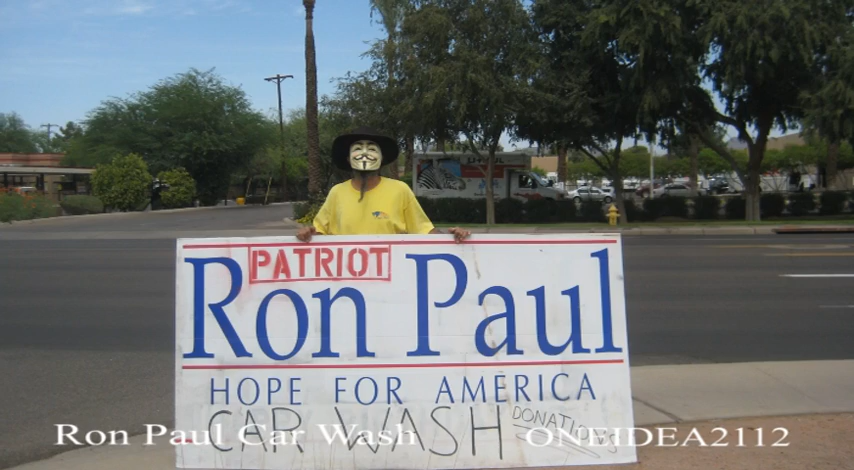 PATRIOT
Ron Paul
HOPE FOR AMERICA
CAR WASH DONATIONS
Ron Paul Car Wash ONEIDEA2112